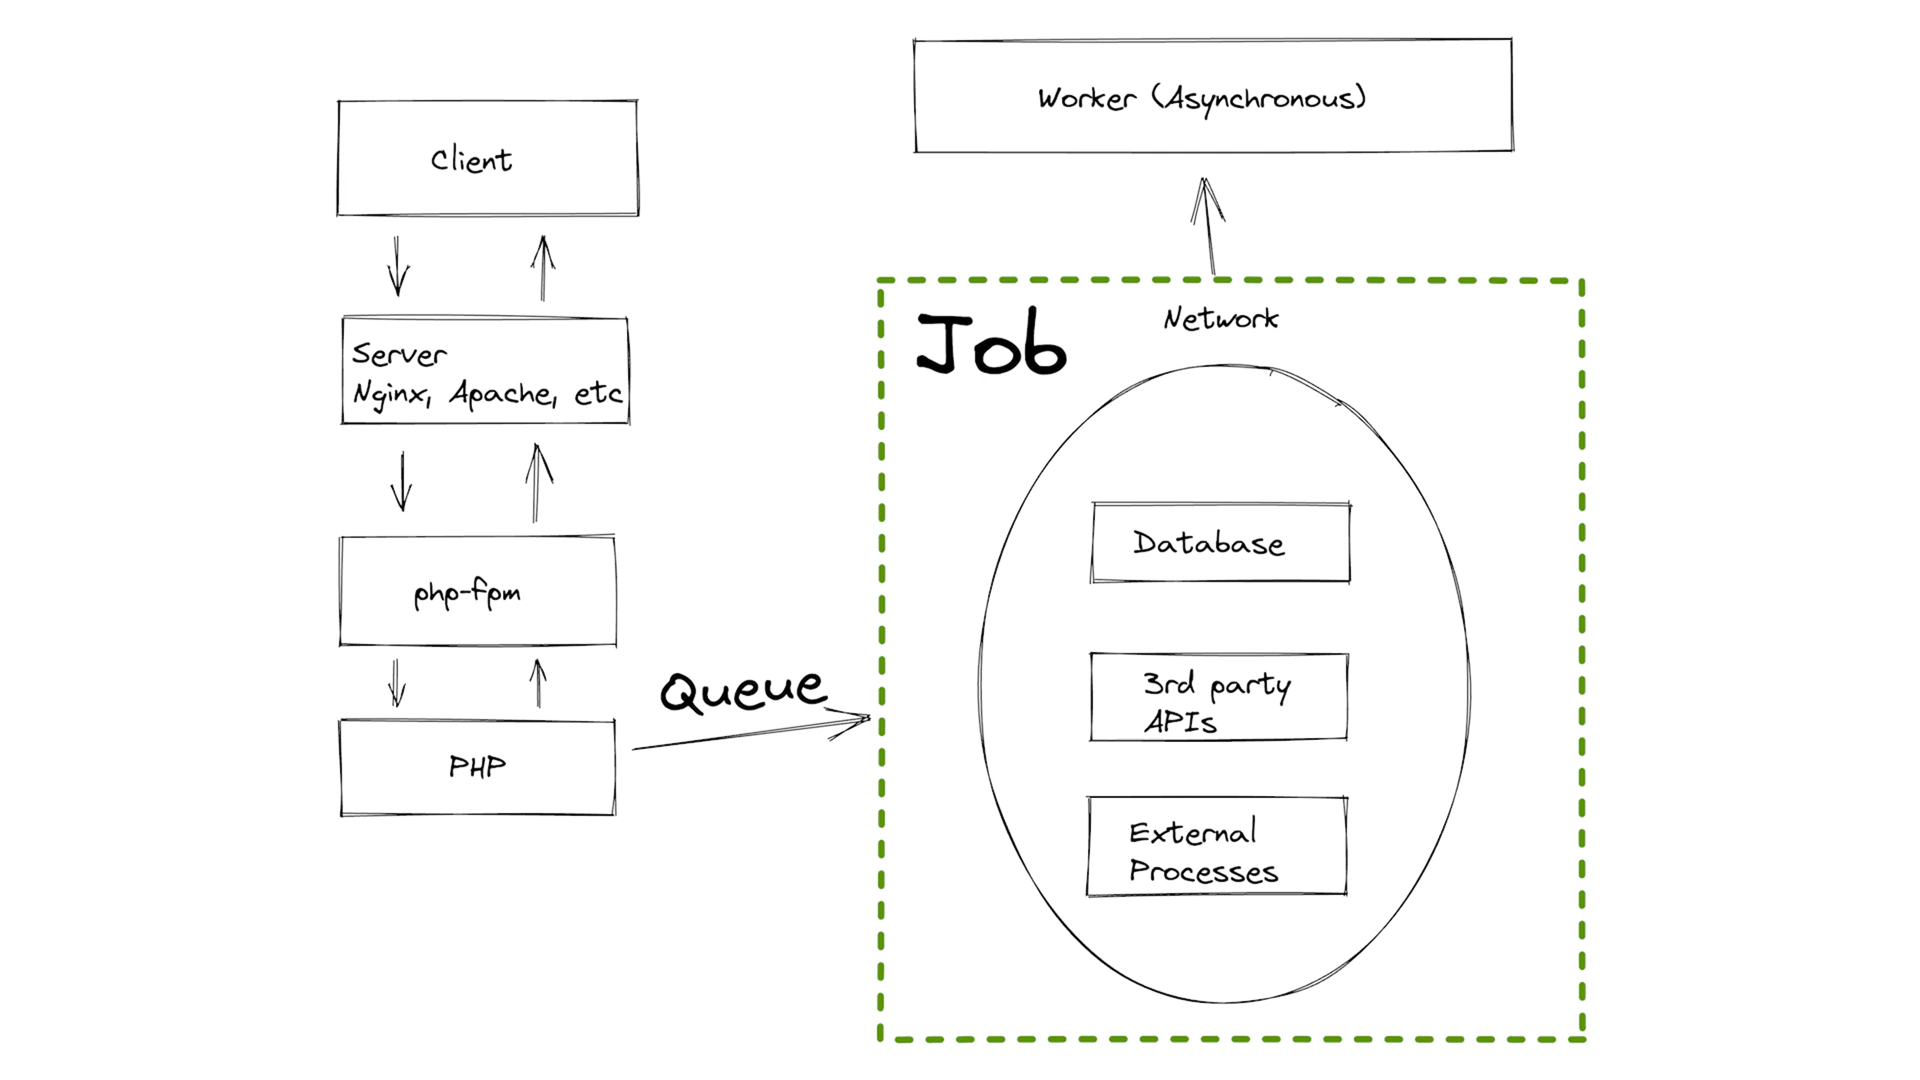 Client
Server
Nginx, Apache, etc
php-fpm
PHP
Queue
Worker (Asynchronous)
Job
Network
Database
3rd party
APIs
External
Processes